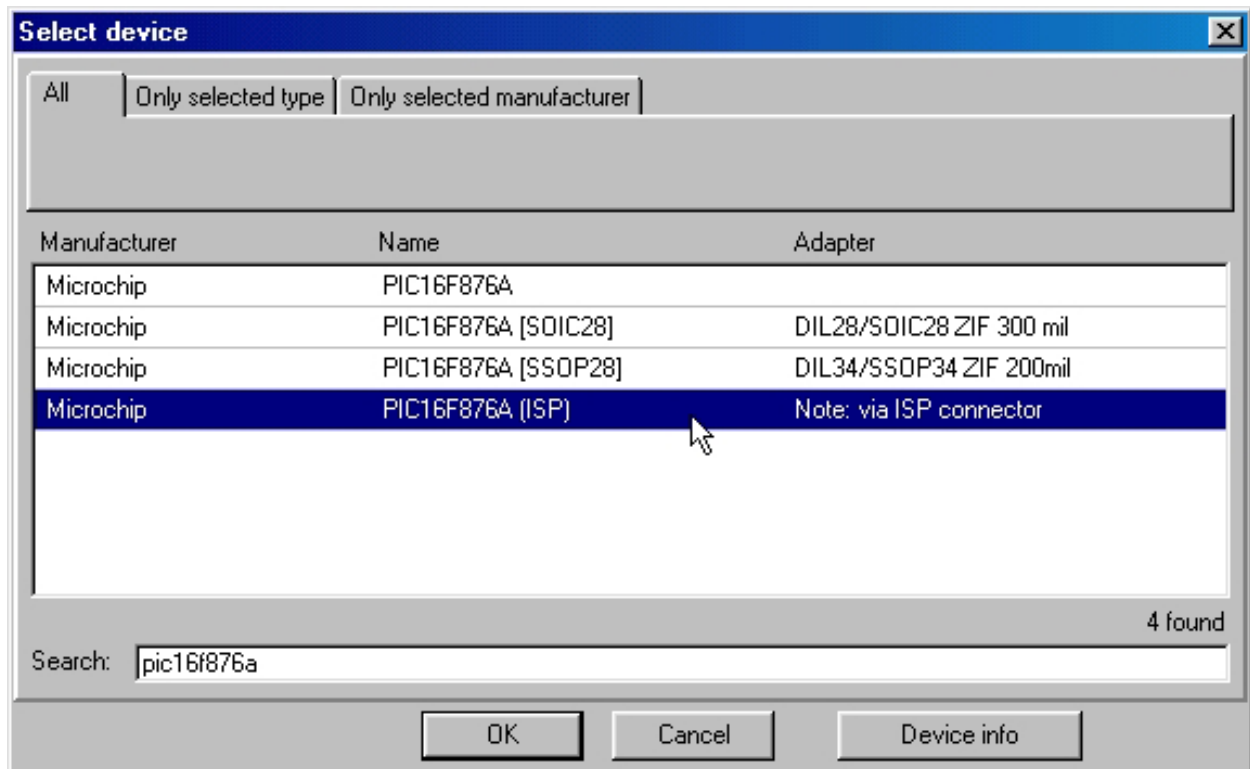 Select device
All Only selected type Only selected manufacturer
Manufacturer Name Adapter
Microchip PIC16F876A
Microchip PIC16F876A [SOIC28] DIL28/SOIC28 ZIF 300 mil
Microchip PIC16F876A [SSOP28] DIL34/SSOP34 ZIF 200mil
Microchip PIC16F876A (ISP) Note: via ISP connector
4 found
Search: pic16f876a
OK Cancel Device info